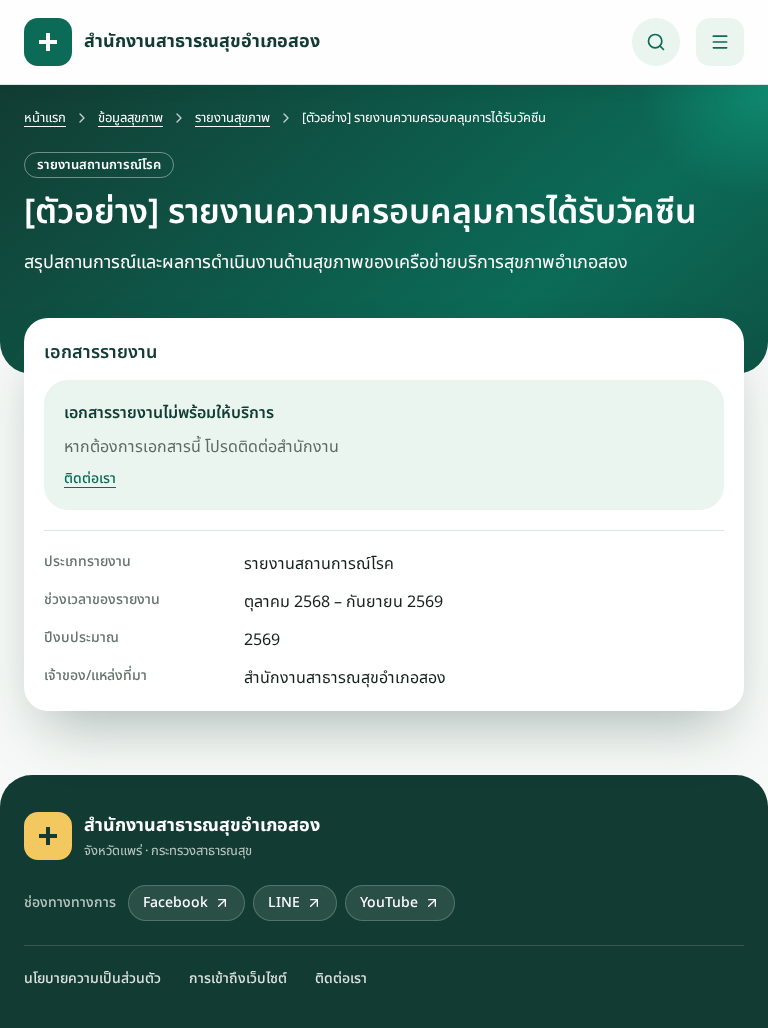 สำนักงานสาธารณสุขอำเภอสอง
หน้าแรก > ข้อมูลสุขภาพ > รายงานสุขภาพ > [ตัวอย่าง] รายงานความครอบคลุมการได้รับวัคซีน
รายงานสถานการณ์โรค
[ตัวอย่าง] รายงานความครอบคลุมการได้รับวัคซีน
สรุปสถานการณ์และผลการดำเนินงานด้านสุขภาพของเครือข่ายบริการสุขภาพอำเภอสอง
เอกสารรายงาน
เอกสารรายงานไม่พร้อมให้บริการ
หากต้องการเอกสารนี้ โปรดติดต่อสำนักงาน
ติดต่อเรา
ประเภทรายงาน รายงานสถานการณ์โรค
ช่วงเวลาของรายงาน ตุลาคม 2568 – กันยายน 2569
ปีงบประมาณ 2569
เจ้าของ/แหล่งที่มา สำนักงานสาธารณสุขอำเภอสอง
สำนักงานสาธารณสุขอำเภอสอง
จังหวัดแพร่ · กระทรวงสาธารณสุข
ช่องทางทางการ Facebook LINE YouTube
นโยบายความเป็นส่วนตัว การเข้าถึงเว็บไซต์ ติดต่อเรา